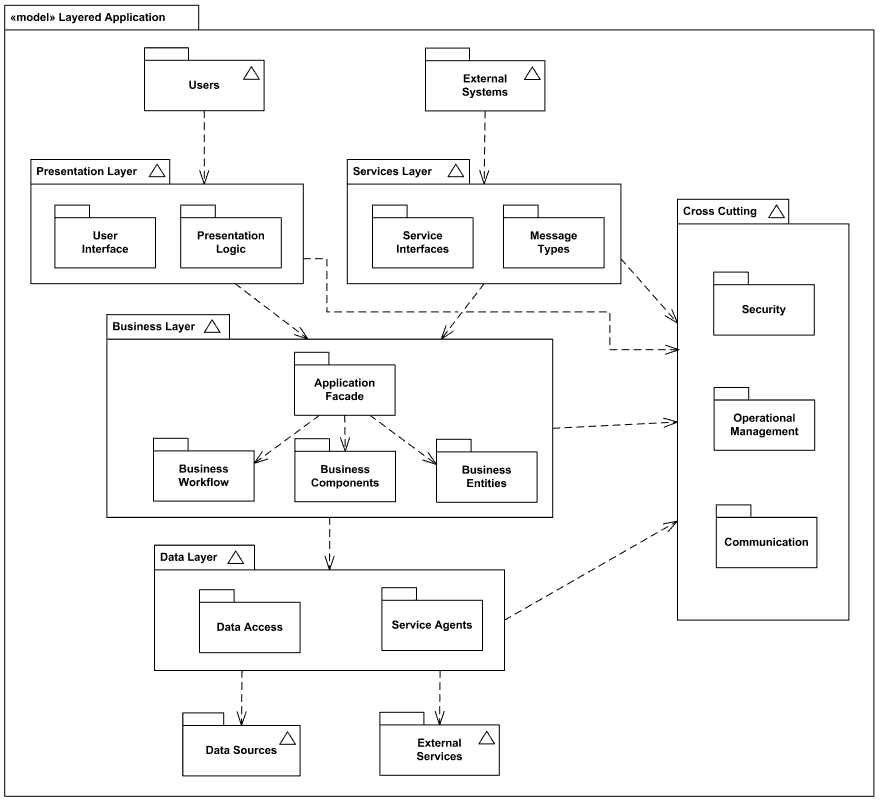 «model» Layered Application
Users
External
Systems
Presentation Layer
Services Layer
Cross Cutting
User
Interface
Presentation
Logic
Service
Interfaces
Message
Types
Security
Business Layer
Application
Facade
Operational
Management
Business
Workflow
Business
Components
Business
Entities
Communication
Data Layer
Data Access
Service Agents
Data Sources
External
Services